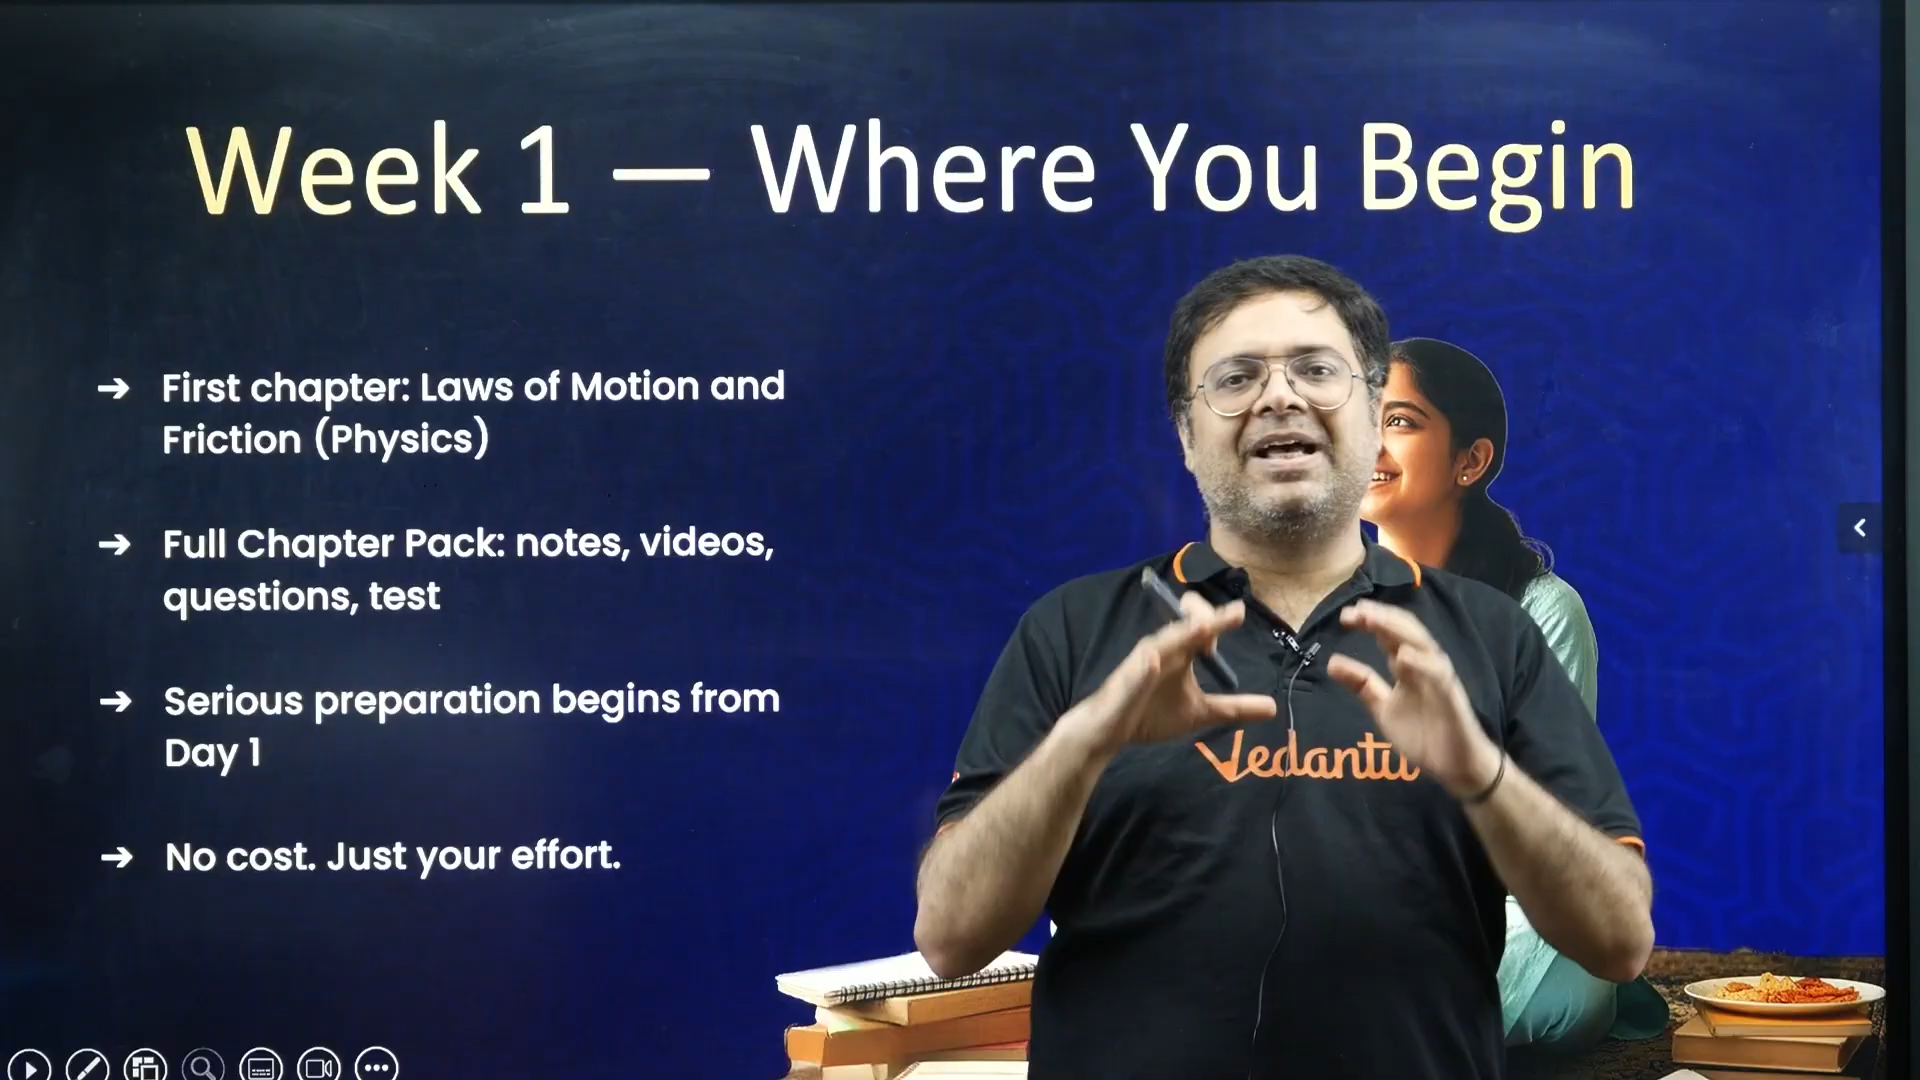 Week 1 — Where You Begin
➔ First chapter: Laws of Motion and
Friction (Physics)
➔ Full Chapter Pack: notes, videos,
questions, test
➔ Serious preparation begins from
Day 1
➔ No cost. Just your effort.
Vedantu